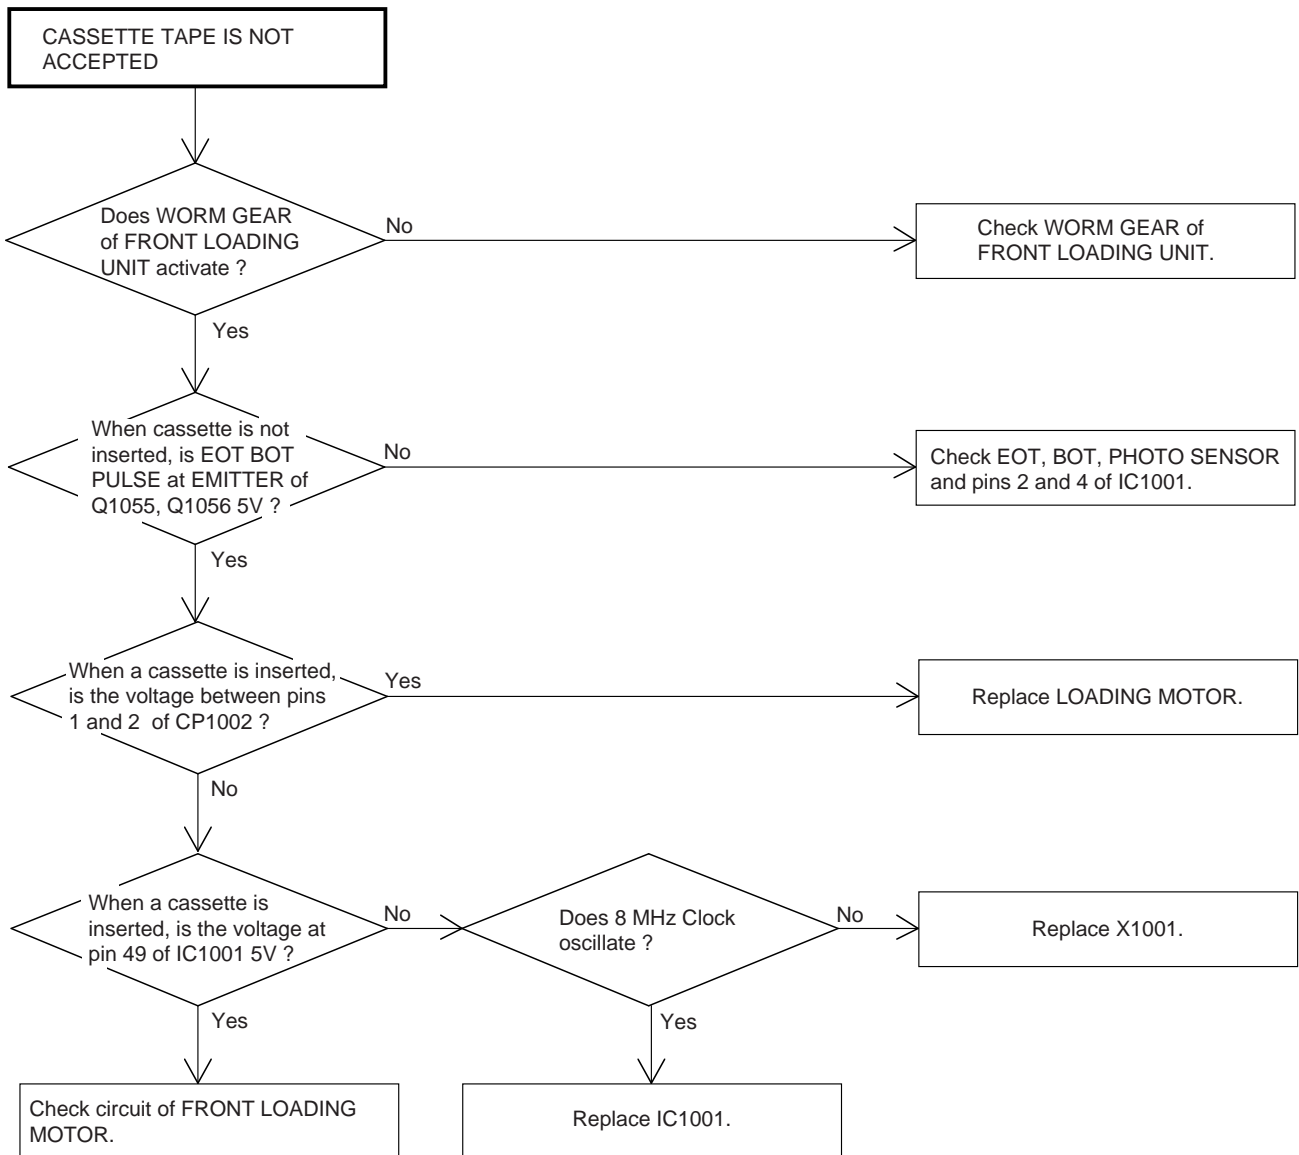 CASSETTE TAPE IS NOT
ACCEPTED
Does WORM GEAR
of FRONT LOADING
UNIT activate ?
No
Check WORM GEAR of
FRONT LOADING UNIT.
Yes
When cassette is not
inserted, is EOT BOT
PULSE at EMITTER of
Q1055, Q1056 5V ?
No
Check EOT, BOT, PHOTO SENSOR
and pins 2 and 4 of IC1001.
Yes
When a cassette is inserted,
is the voltage between pins
1 and 2 of CP1002 ?
Yes
Replace LOADING MOTOR.
No
When a cassette is
inserted, is the voltage at
pin 49 of IC1001 5V ?
No
Does 8 MHz Clock
oscillate ?
No
Replace X1001.
Yes
Yes
Check circuit of FRONT LOADING
MOTOR.
Replace IC1001.